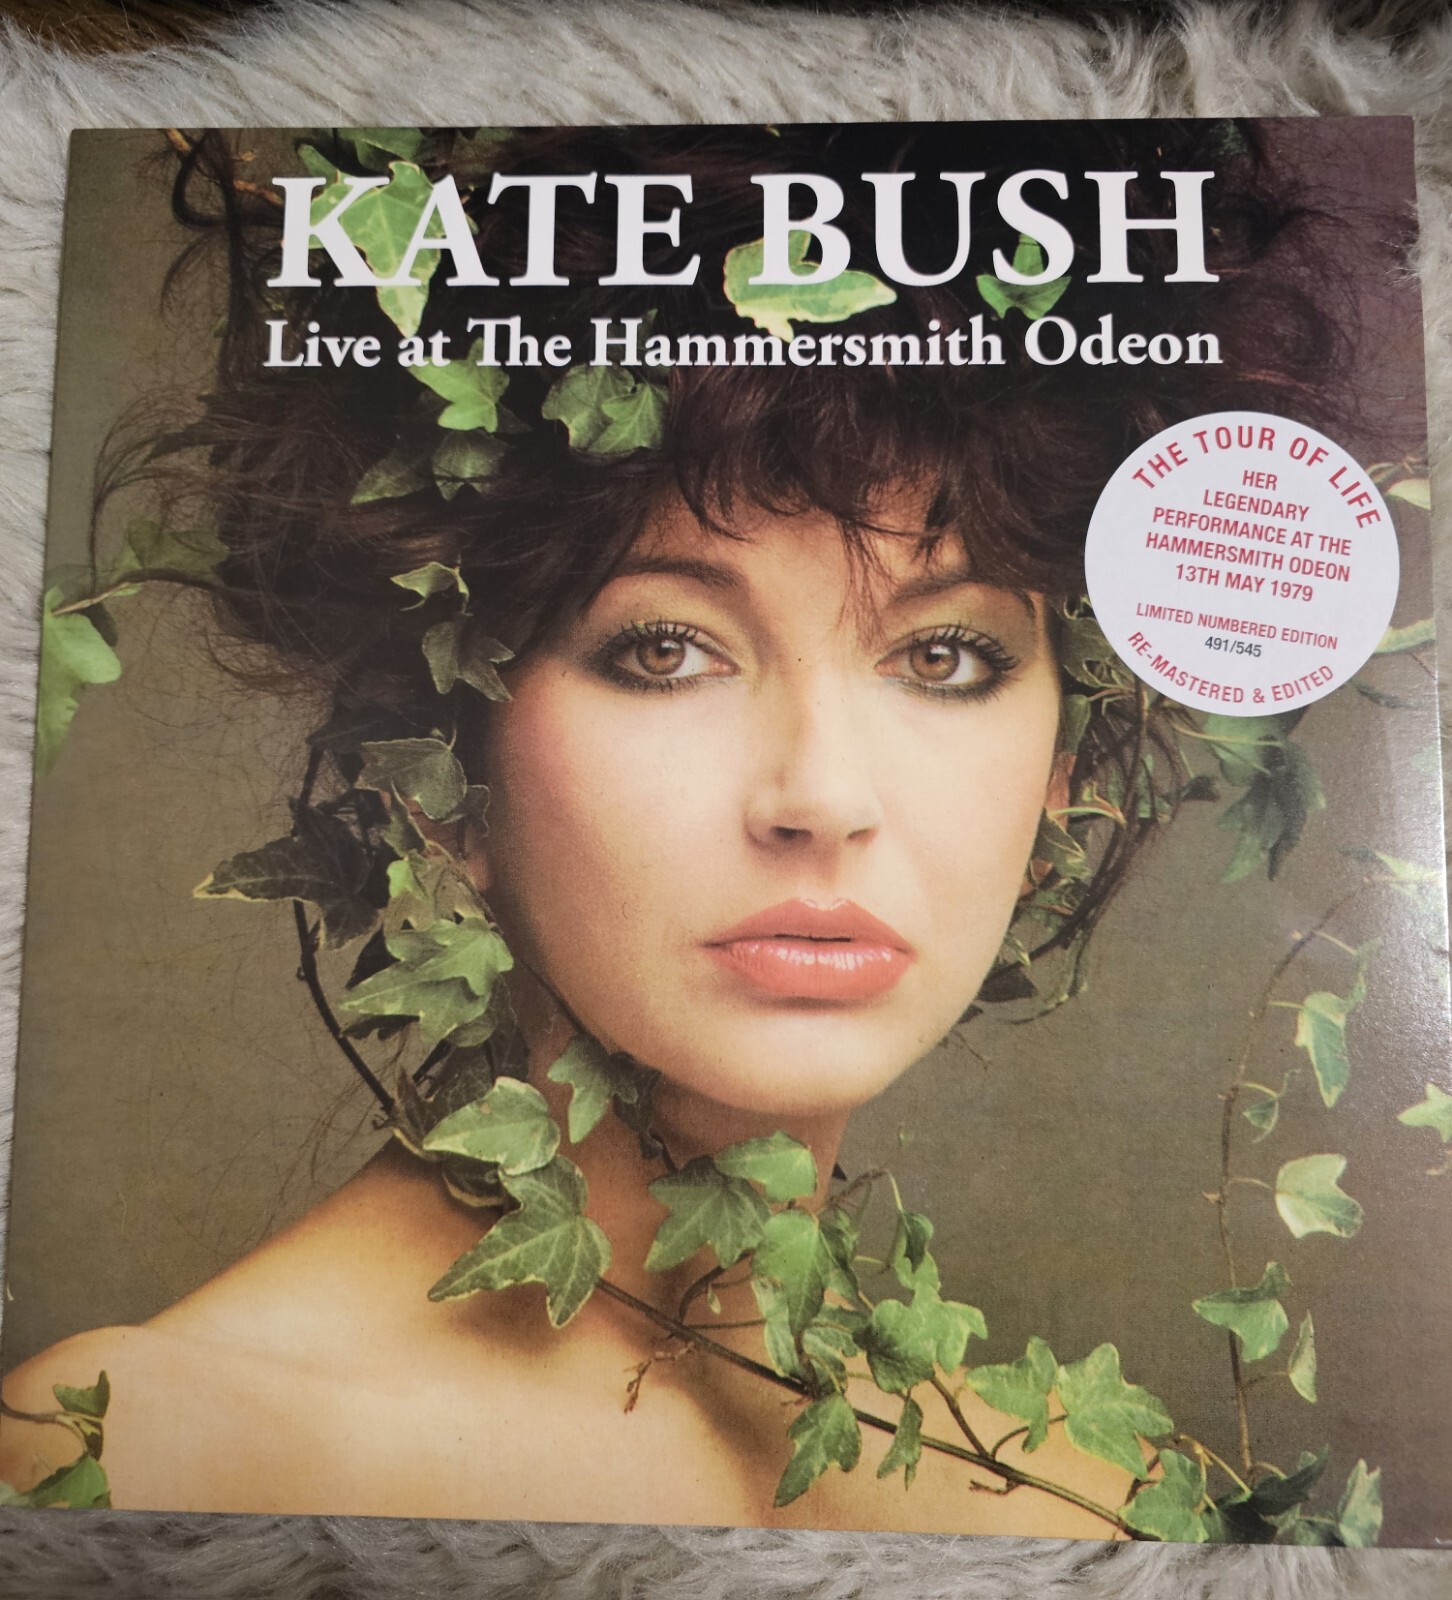 KATE BUSH
Live at The Hammersmith Odeon
THE TOUR OF LIFE
HER
LEGENDARY
PERFORMANCE AT THE
HAMMERSMITH ODEON
13TH MAY 1979
LIMITED NUMBERED EDITION
491/545
RE-MASTERED & EDITED